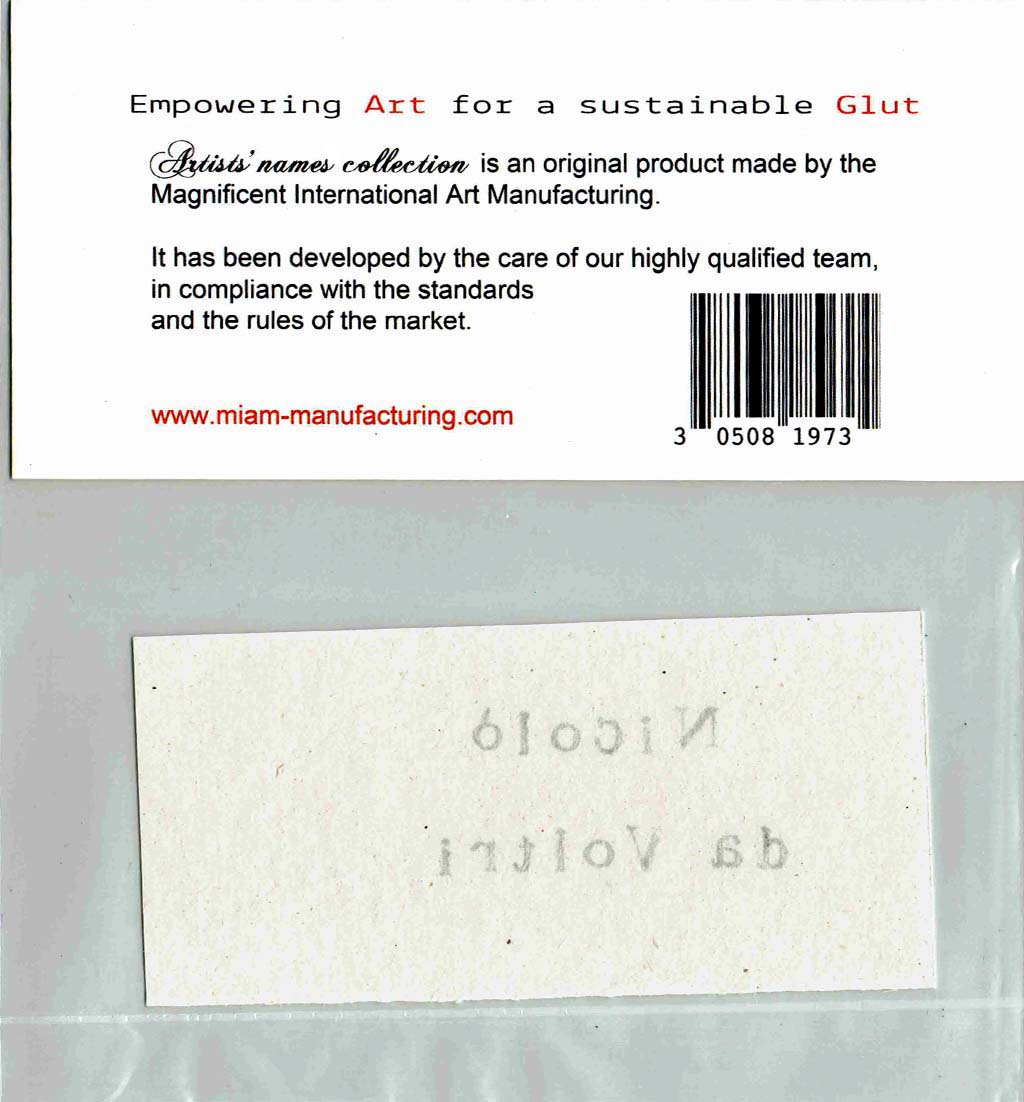 Empowering Art for a sustainable Glut
Artists' names collection is an original product made by the
Magnificent International Art Manufacturing.
It has been developed by the care of our highly qualified team,
in compliance with the standards
and the rules of the market.
www.miam-manufacturing.com
3 0508 1973
Nicolò
da Voltri